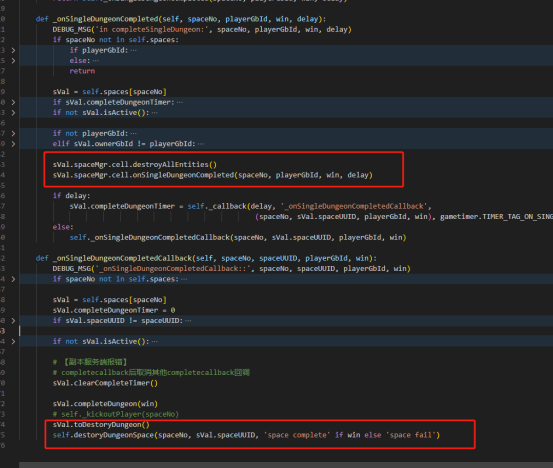 def _onSingleDungeonCompleted(self, spaceNo, playerGbId, win, delay):
DEBUG_MSG('in completeSingleDungeon:', spaceNo, playerGbId, win, delay)
if spaceNo not in self.spaces:
if playerGbId:…
else:…
return
sVal = self.spaces[spaceNo]
if sVal.completeDungeonTimer:…
if not sVal.isActive():…
if not playerGbId:…
elif sVal.ownerGbId != playerGbId:…
sVal.spaceMgr.cell.destroyAllEntities()
sVal.spaceMgr.cell.onSingleDungeonCompleted(spaceNo, playerGbId, win, delay)
if delay:
sVal.completeDungeonTimer = self._callback(delay, '_onSingleDungeonCompletedCallback',
(spaceNo, sVal.spaceUUID, playerGbId, win), gametimer.TIMER_TAG_ON_SING
else:
self._onSingleDungeonCompletedCallback(spaceNo, sVal.spaceUUID, playerGbId, win)
def _onSingleDungeonCompletedCallback(self, spaceNo, spaceUUID, playerGbId, win):
DEBUG_MSG('_onSingleDungeonCompletedCallback::', spaceNo, spaceUUID, playerGbId, win)
if spaceNo not in self.spaces:…
sVal = self.spaces[spaceNo]
sVal.completeDungeonTimer = 0
if sVal.spaceUUID != spaceUUID:…
if not sVal.isActive():…
# 【副本服务端报错】
# completecallback后取消其他completecallback回调
sVal.clearCompleteTimer()
sVal.completeDungeon(win)
# self._kickoutPlayer(spaceNo)
sVal.toDestoryDungeon()
self.destoryDungeonSpace(spaceNo, sVal.spaceUUID, 'space complete' if win else 'space fail')